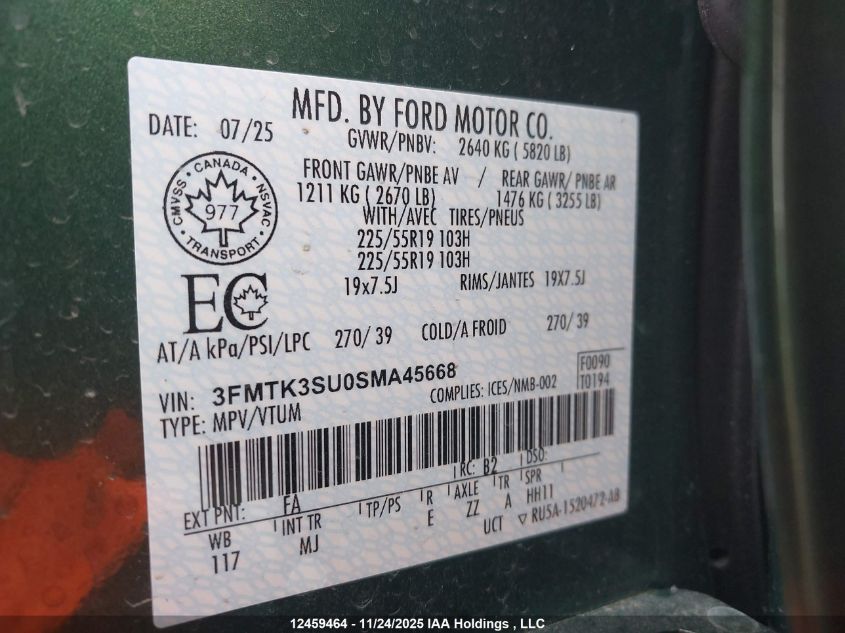 MFD. BY FORD MOTOR CO.
DATE: 07/25
GVWR/PNBV: 2640 KG ( 5820 LB)
FRONT GAWR/PNBE AV / REAR GAWR/ PNBE AR
1211 KG ( 2670 LB) 1476 KG ( 3255 LB)
WITH/AVEC TIRES/PNEUS
225/55R19 103H
225/55R19 103H
19x7.5J RIMS/JANTES 19X7.5J
CMVSS · CANADA · NSVAC · TRANSPORT ·
977
EC
AT/A kPa/PSI/LPC 270/ 39 COLD/A FROID 270/ 39
VIN: 3FMTK3SU0SMA45668
COMPLIES: ICES/NMB-002
F0090
T0194
TYPE: MPV/VTUM
RC: B2 DSO:
EXT PNT: FA
WB INT TR TP/PS R AXLE TR SPR
117 MJ E ZZ A HH11
UCT ▽ RU5A-1520472-AB
12459464 - 11/24/2025 IAA Holdings , LLC